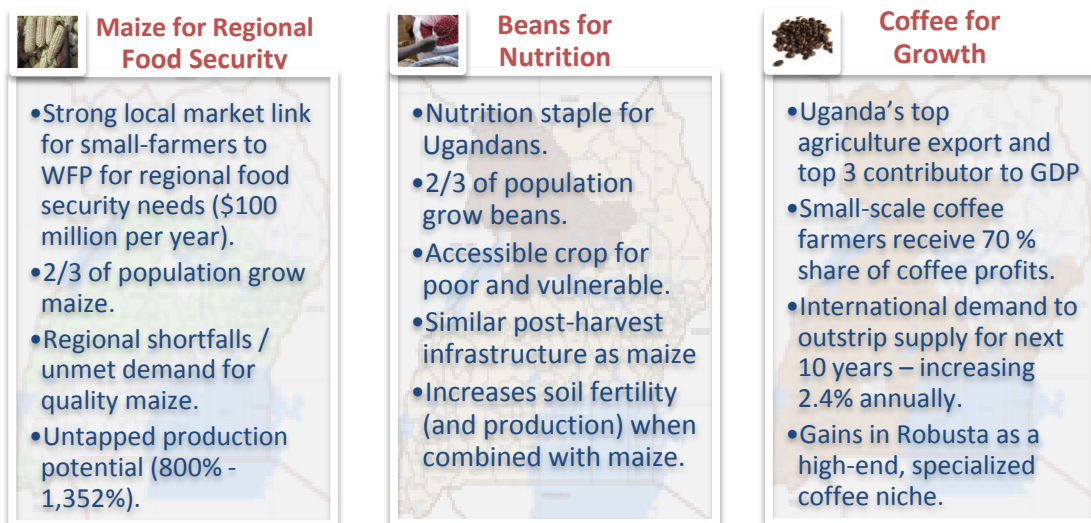 Maize for Regional
Food Security
•Strong local market link
for small-farmers to
WFP for regional food
security needs ($100
million per year).
•2/3 of population grow
maize.
•Regional shortfalls /
unmet demand for
quality maize.
•Untapped production
potential (800% -
1,352%).
Beans for
Nutrition
•Nutrition staple for
Ugandans.
•2/3 of population
grow beans.
•Accessible crop for
poor and vulnerable.
•Similar post-harvest
infrastructure as maize
•Increases soil fertility
(and production) when
combined with maize.
Coffee for
Growth
•Uganda’s top
agriculture export and
top 3 contributor to GDP
•Small-scale coffee
farmers receive 70 %
share of coffee profits.
•International demand to
outstrip supply for next
10 years – increasing
2.4% annually.
•Gains in Robusta as a
high-end, specialized
coffee niche.